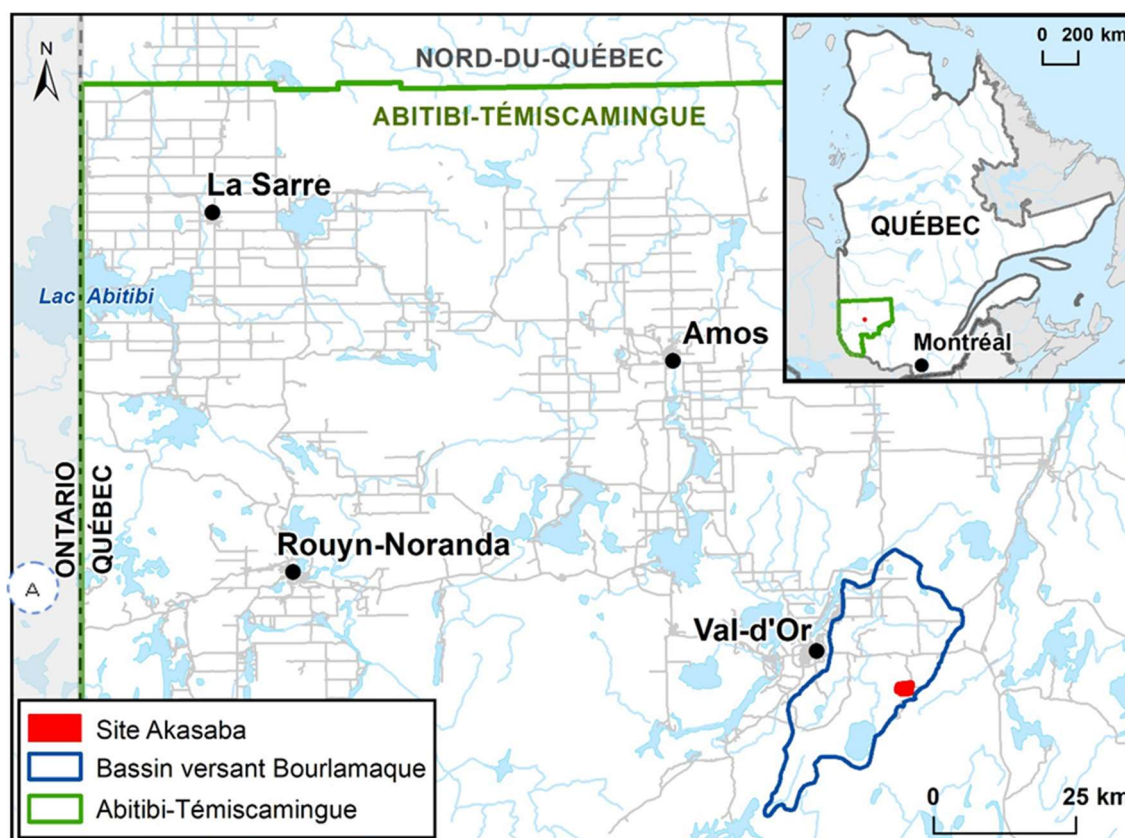 N
NORD-DU-QUÉBEC
ABITIBI-TÉMISCAMINGUE
0 200 km
QUÉBEC
Montréal
La Sarre
Lac Abitibi
Amos
ONTARIO
QUÉBEC
Rouyn-Noranda
Val-d'Or
A
Site Akasaba
Bassin versant Bourlamaque
Abitibi-Témiscamingue
0 25 km